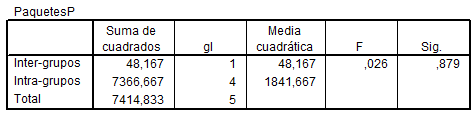 PaquetesP
Suma de cuadrados gl Media cuadrática F Sig.
Inter-grupos 48,167 1 48,167 ,026 ,879
Intra-grupos 7366,667 4 1841,667
Total 7414,833 5